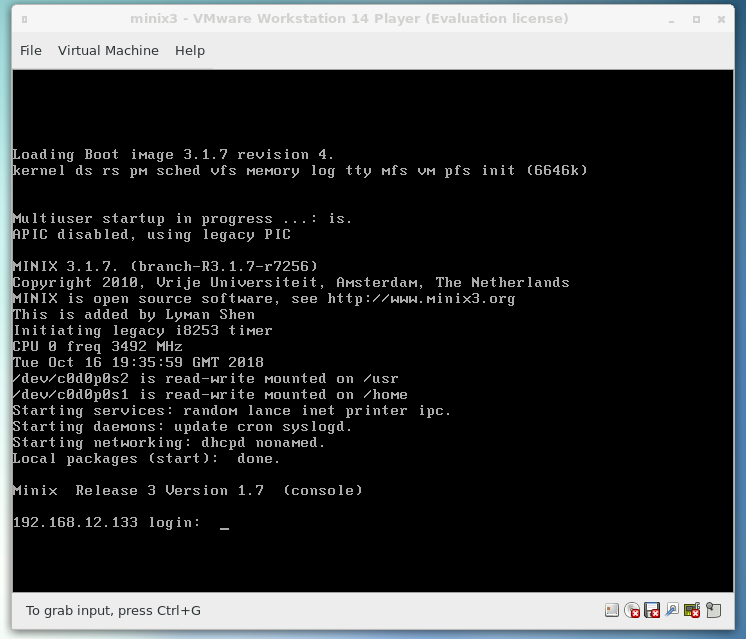 minix3 - VMware Workstation 14 Player (Evaluation license)
File Virtual Machine Help
Loading Boot image 3.1.7 revision 4.
kernel ds rs pm sched vfs memory log tty mfs vm pfs init (6646k)
Multiuser startup in progress ...: is.
APIC disabled, using legacy PIC
MINIX 3.1.7. (branch-R3.1.7-r7256)
Copyright 2010, Vrije Universiteit, Amsterdam, The Netherlands
MINIX is open source software, see http://www.minix3.org
This is added by Lyman Shen
Initiating legacy i8253 timer
CPU 0 freq 3492 MHz
Tue Oct 16 19:35:59 GMT 2018
/dev/c0d0p0s2 is read-write mounted on /usr
/dev/c0d0p0s1 is read-write mounted on /home
Starting services: random lance inet printer ipc.
Starting daemons: update cron syslogd.
Starting networking: dhcpd nonamed.
Local packages (start):  done.
Minix  Release 3 Version 1.7  (console)
192.168.12.133 login:  _
To grab input, press Ctrl+G